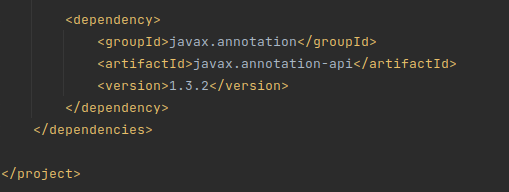 <dependency>
<groupId>javax.annotation</groupId>
<artifactId>javax.annotation-api</artifactId>
<version>1.3.2</version>
</dependency>
</dependencies>
</project>